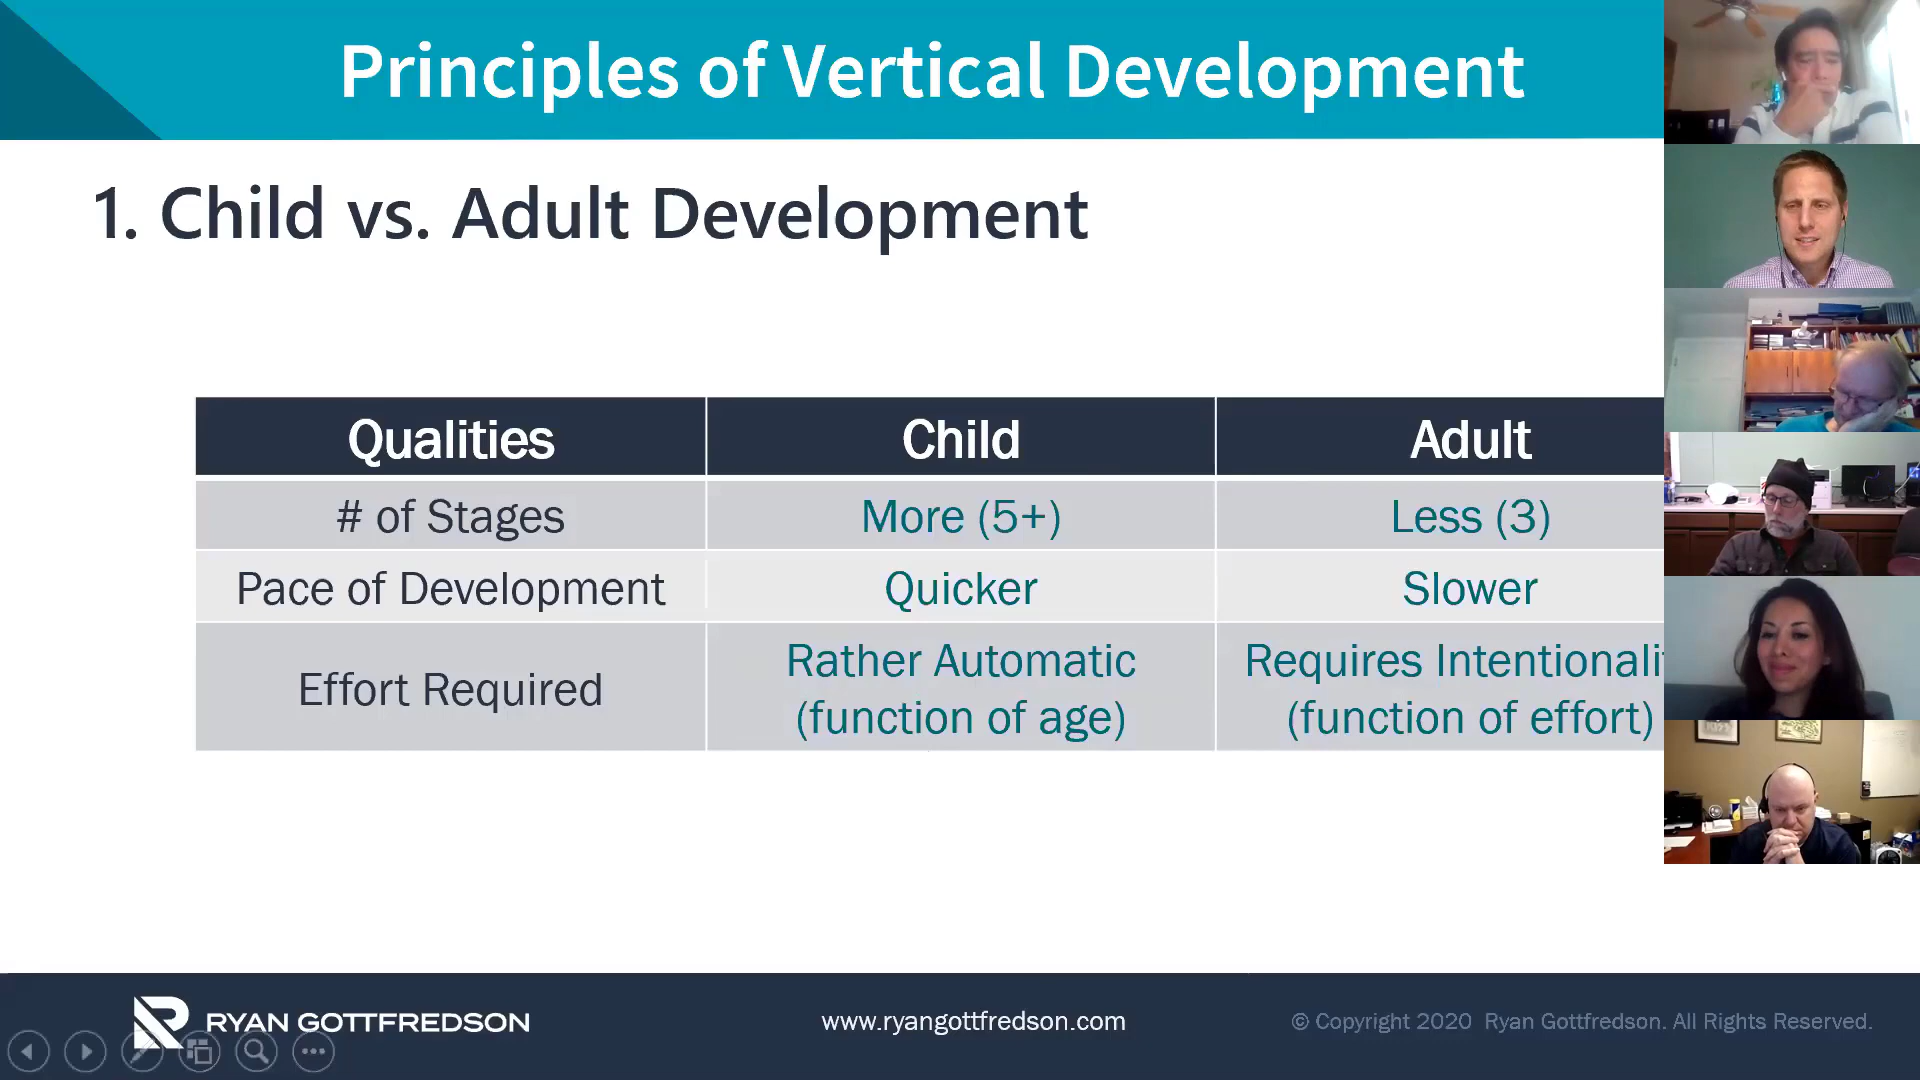 Principles of Vertical Development
1. Child vs. Adult Development
Qualities Child Adult
# of Stages More (5+) Less (3)
Pace of Development Quicker Slower
Effort Required Rather Automatic (function of age) Requires Intentionali (function of effort)
RYAN GOTTFREDSON
www.ryangottfredson.com
© Copyright 2020 Ryan Gottfredson. All Rights Reserved.